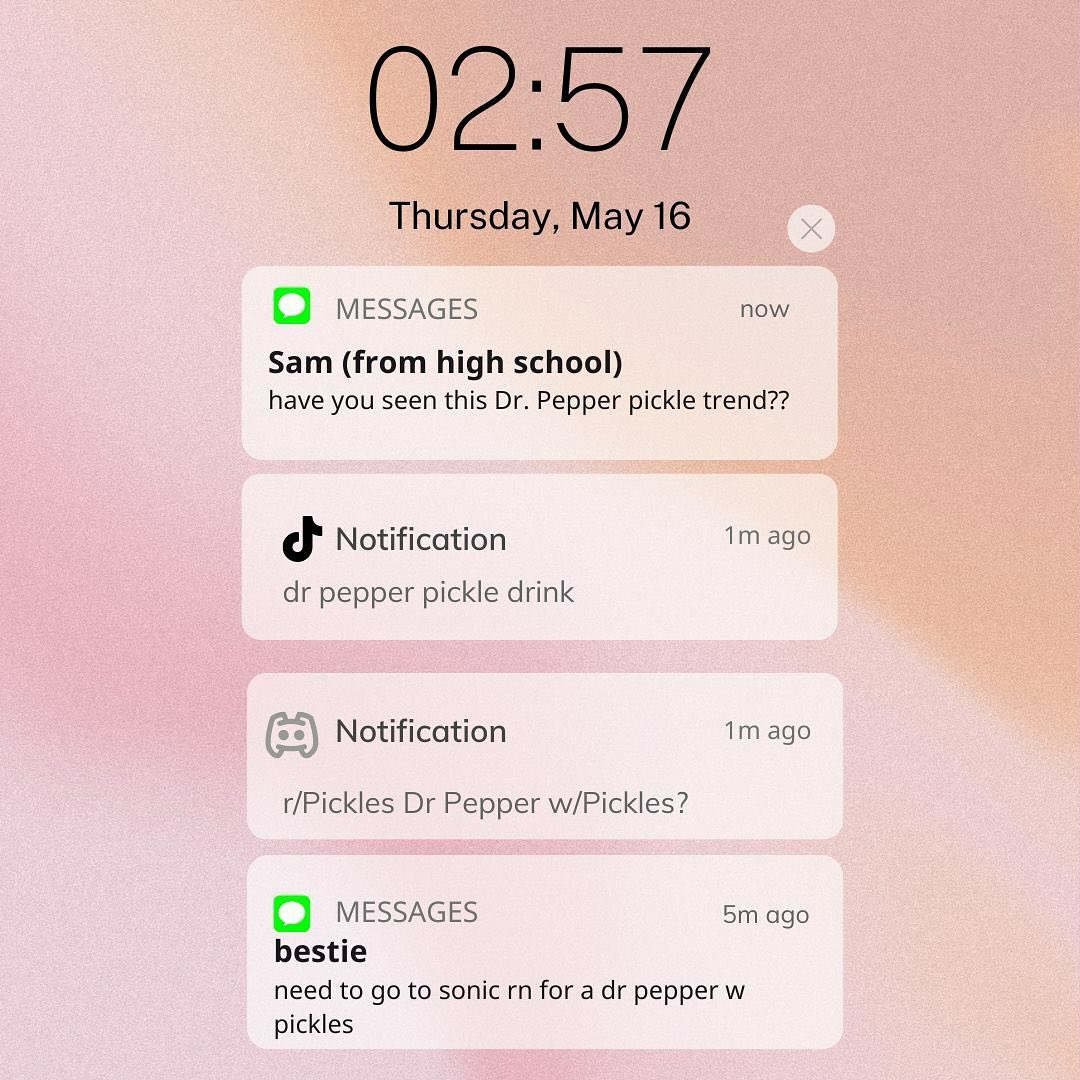 02:57
Thursday, May 16
MESSAGES now
Sam (from high school)
have you seen this Dr. Pepper pickle trend??
Notification 1m ago
dr pepper pickle drink
Notification 1m ago
r/Pickles Dr Pepper w/Pickles?
MESSAGES 5m ago
bestie
need to go to sonic rn for a dr pepper w
pickles